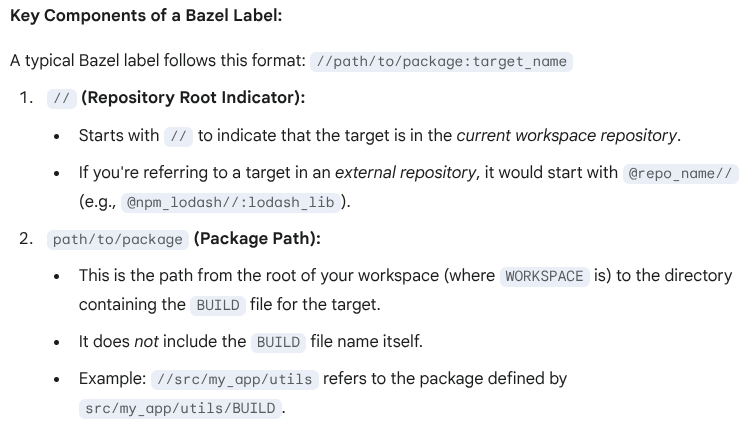 Key Components of a Bazel Label:
A typical Bazel label follows this format: //path/to/package:target_name
1. // (Repository Root Indicator):
• Starts with // to indicate that the target is in the current workspace repository.
• If you're referring to a target in an external repository, it would start with @repo_name//
(e.g., @npm_lodash//:lodash_lib ).
2. path/to/package (Package Path):
• This is the path from the root of your workspace (where WORKSPACE is) to the directory
containing the BUILD file for the target.
• It does not include the BUILD file name itself.
• Example: //src/my_app/utils refers to the package defined by
src/my_app/utils/BUILD .